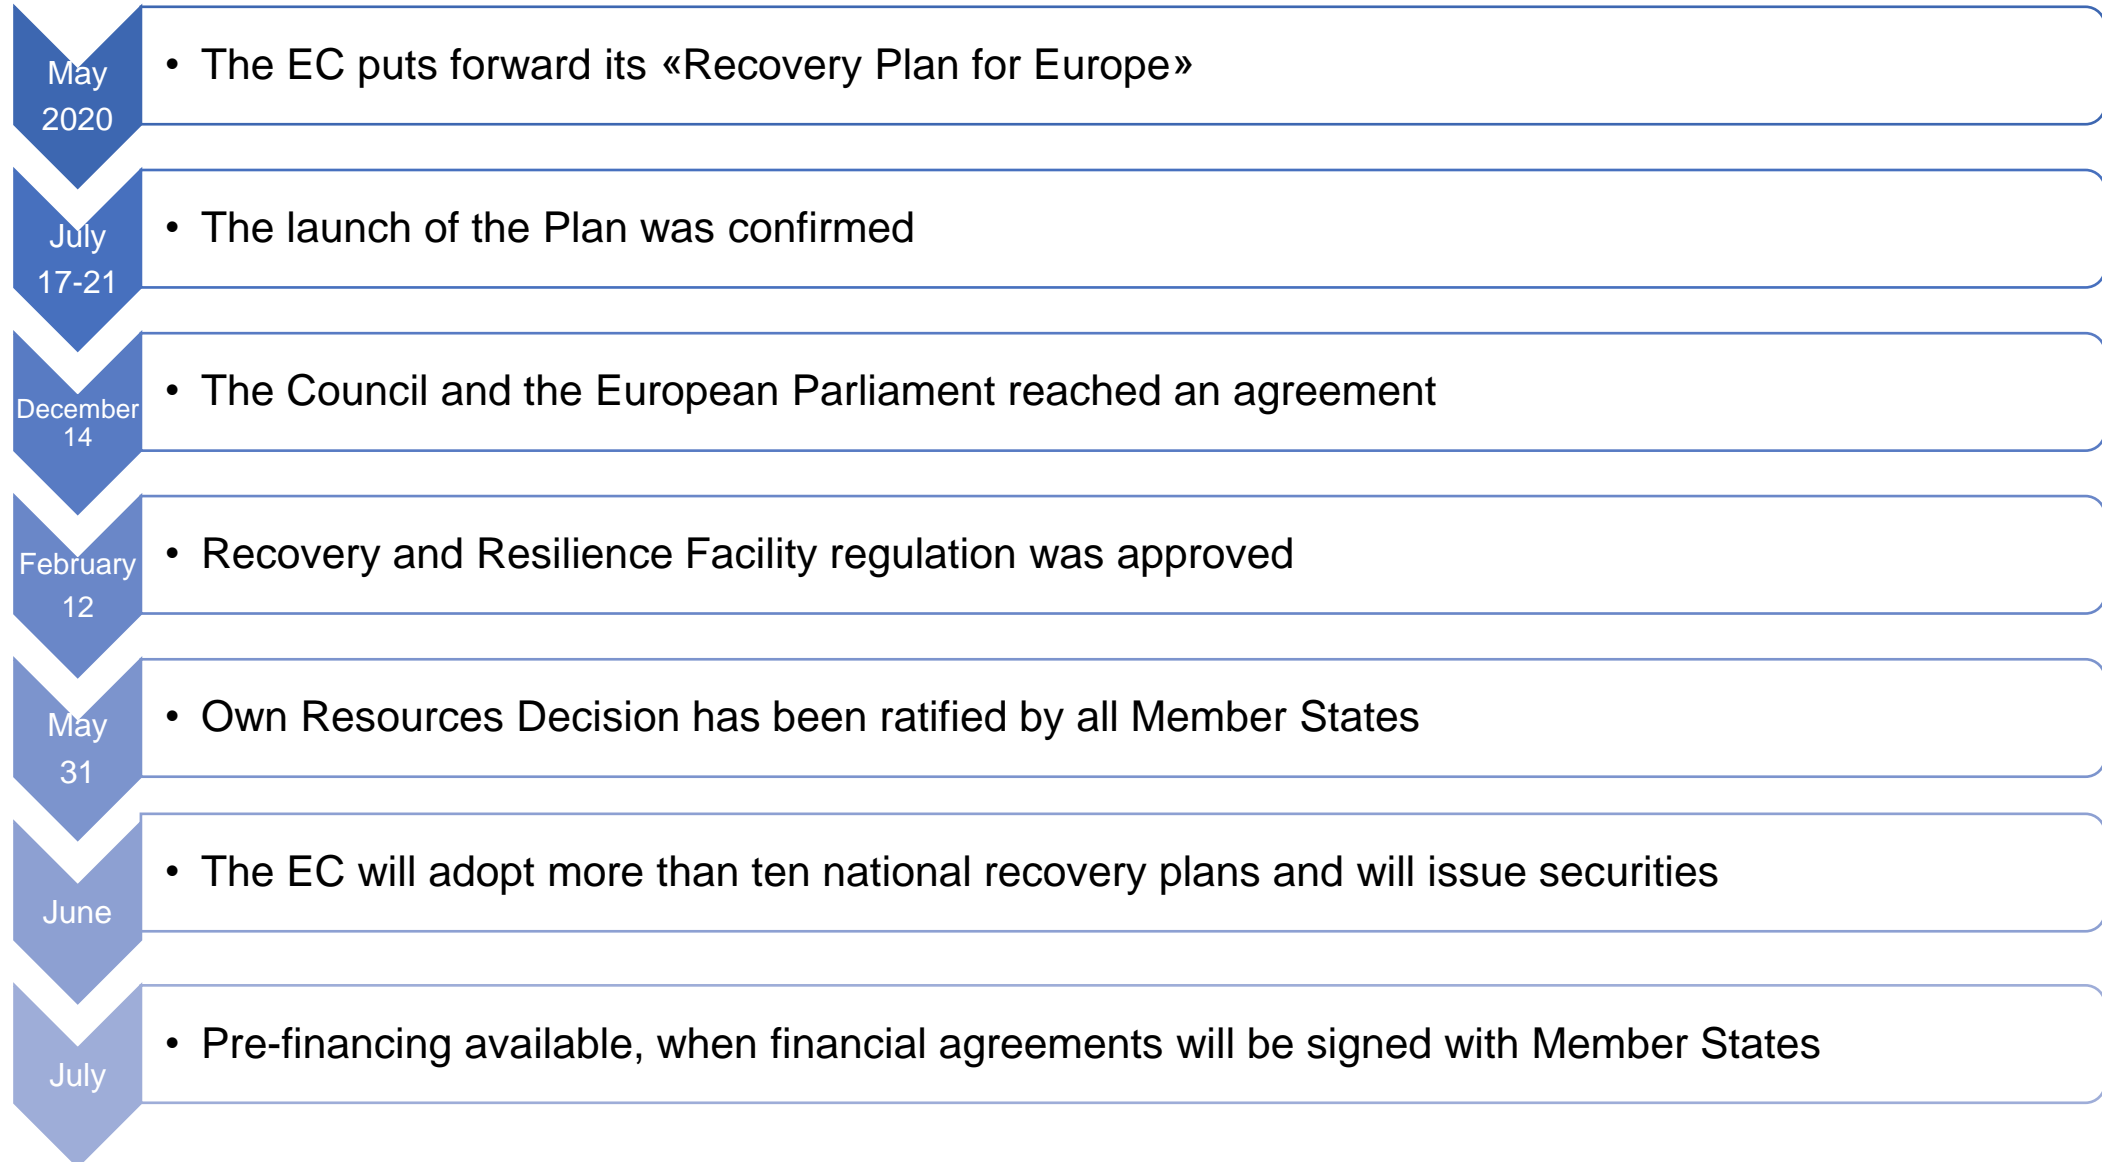 May
2020
• The EC puts forward its «Recovery Plan for Europe»
July
17-21
• The launch of the Plan was confirmed
December
14
• The Council and the European Parliament reached an agreement
February
12
• Recovery and Resilience Facility regulation was approved
May
31
• Own Resources Decision has been ratified by all Member States
June
• The EC will adopt more than ten national recovery plans and will issue securities
July
• Pre-financing available, when financial agreements will be signed with Member States